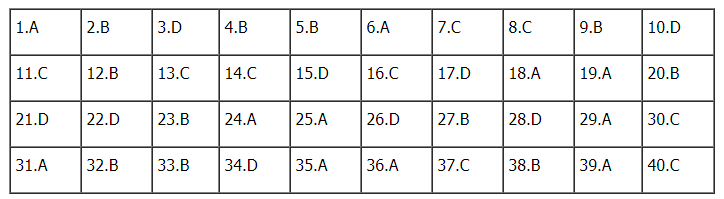 1.A 2.B 3.D 4.B 5.B 6.A 7.C 8.C 9.B 10.D
11.C 12.B 13.C 14.C 15.D 16.C 17.D 18.A 19.A 20.B
21.D 22.D 23.B 24.A 25.A 26.D 27.B 28.D 29.A 30.C
31.A 32.B 33.B 34.D 35.A 36.A 37.C 38.B 39.A 40.C